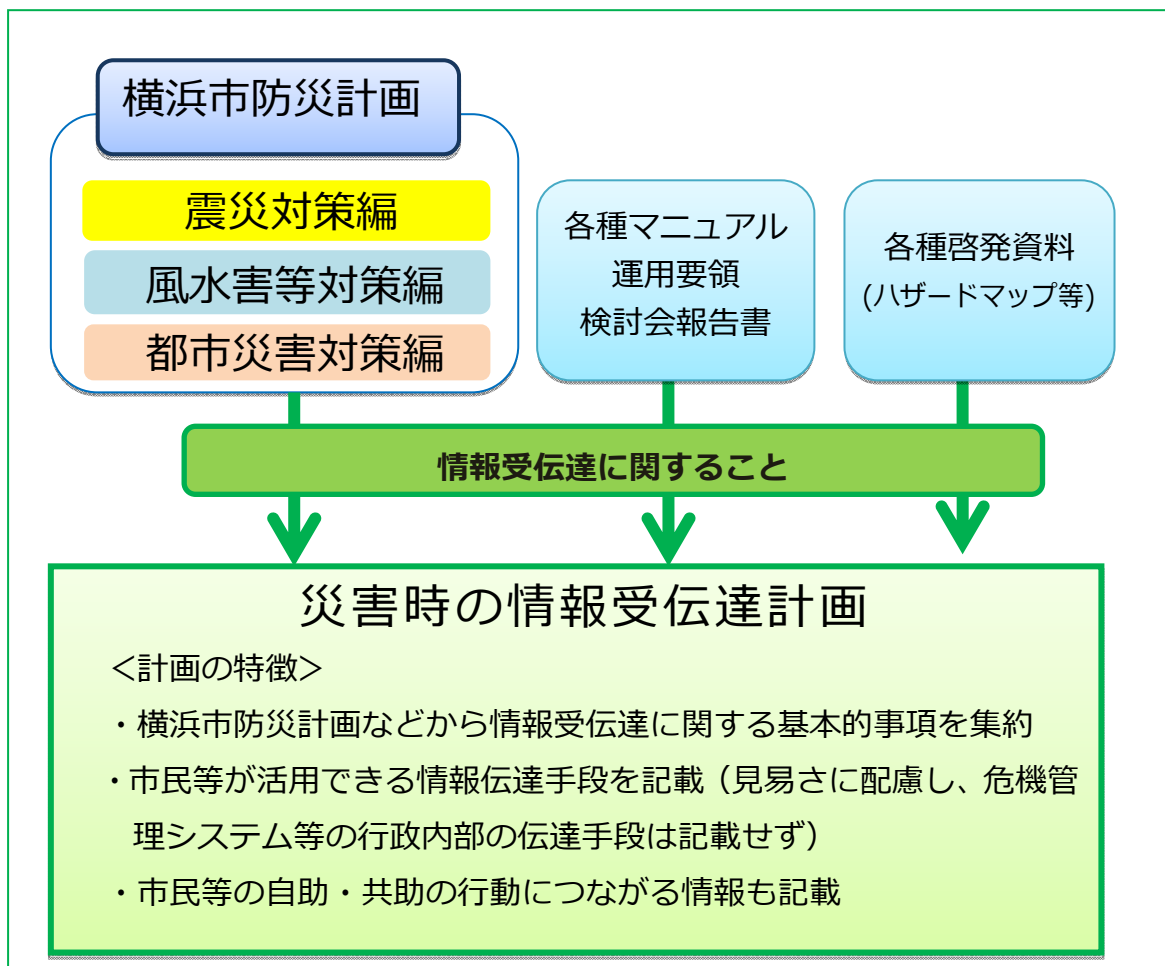 横浜市防災計画
震災対策編
風水害等対策編
都市災害対策編
各種マニュアル
運用要領
検討会報告書
各種啓発資料
(ハザードマップ等)
情報受伝達に関すること
災害時の情報受伝達計画
＜計画の特徴＞
・横浜市防災計画などから情報受伝達に関する基本的事項を集約
・市民等が活用できる情報伝達手段を記載（見易さに配慮し、危機管
理システム等の行政内部の伝達手段は記載せず）
・市民等の自助・共助の行動につながる情報も記載